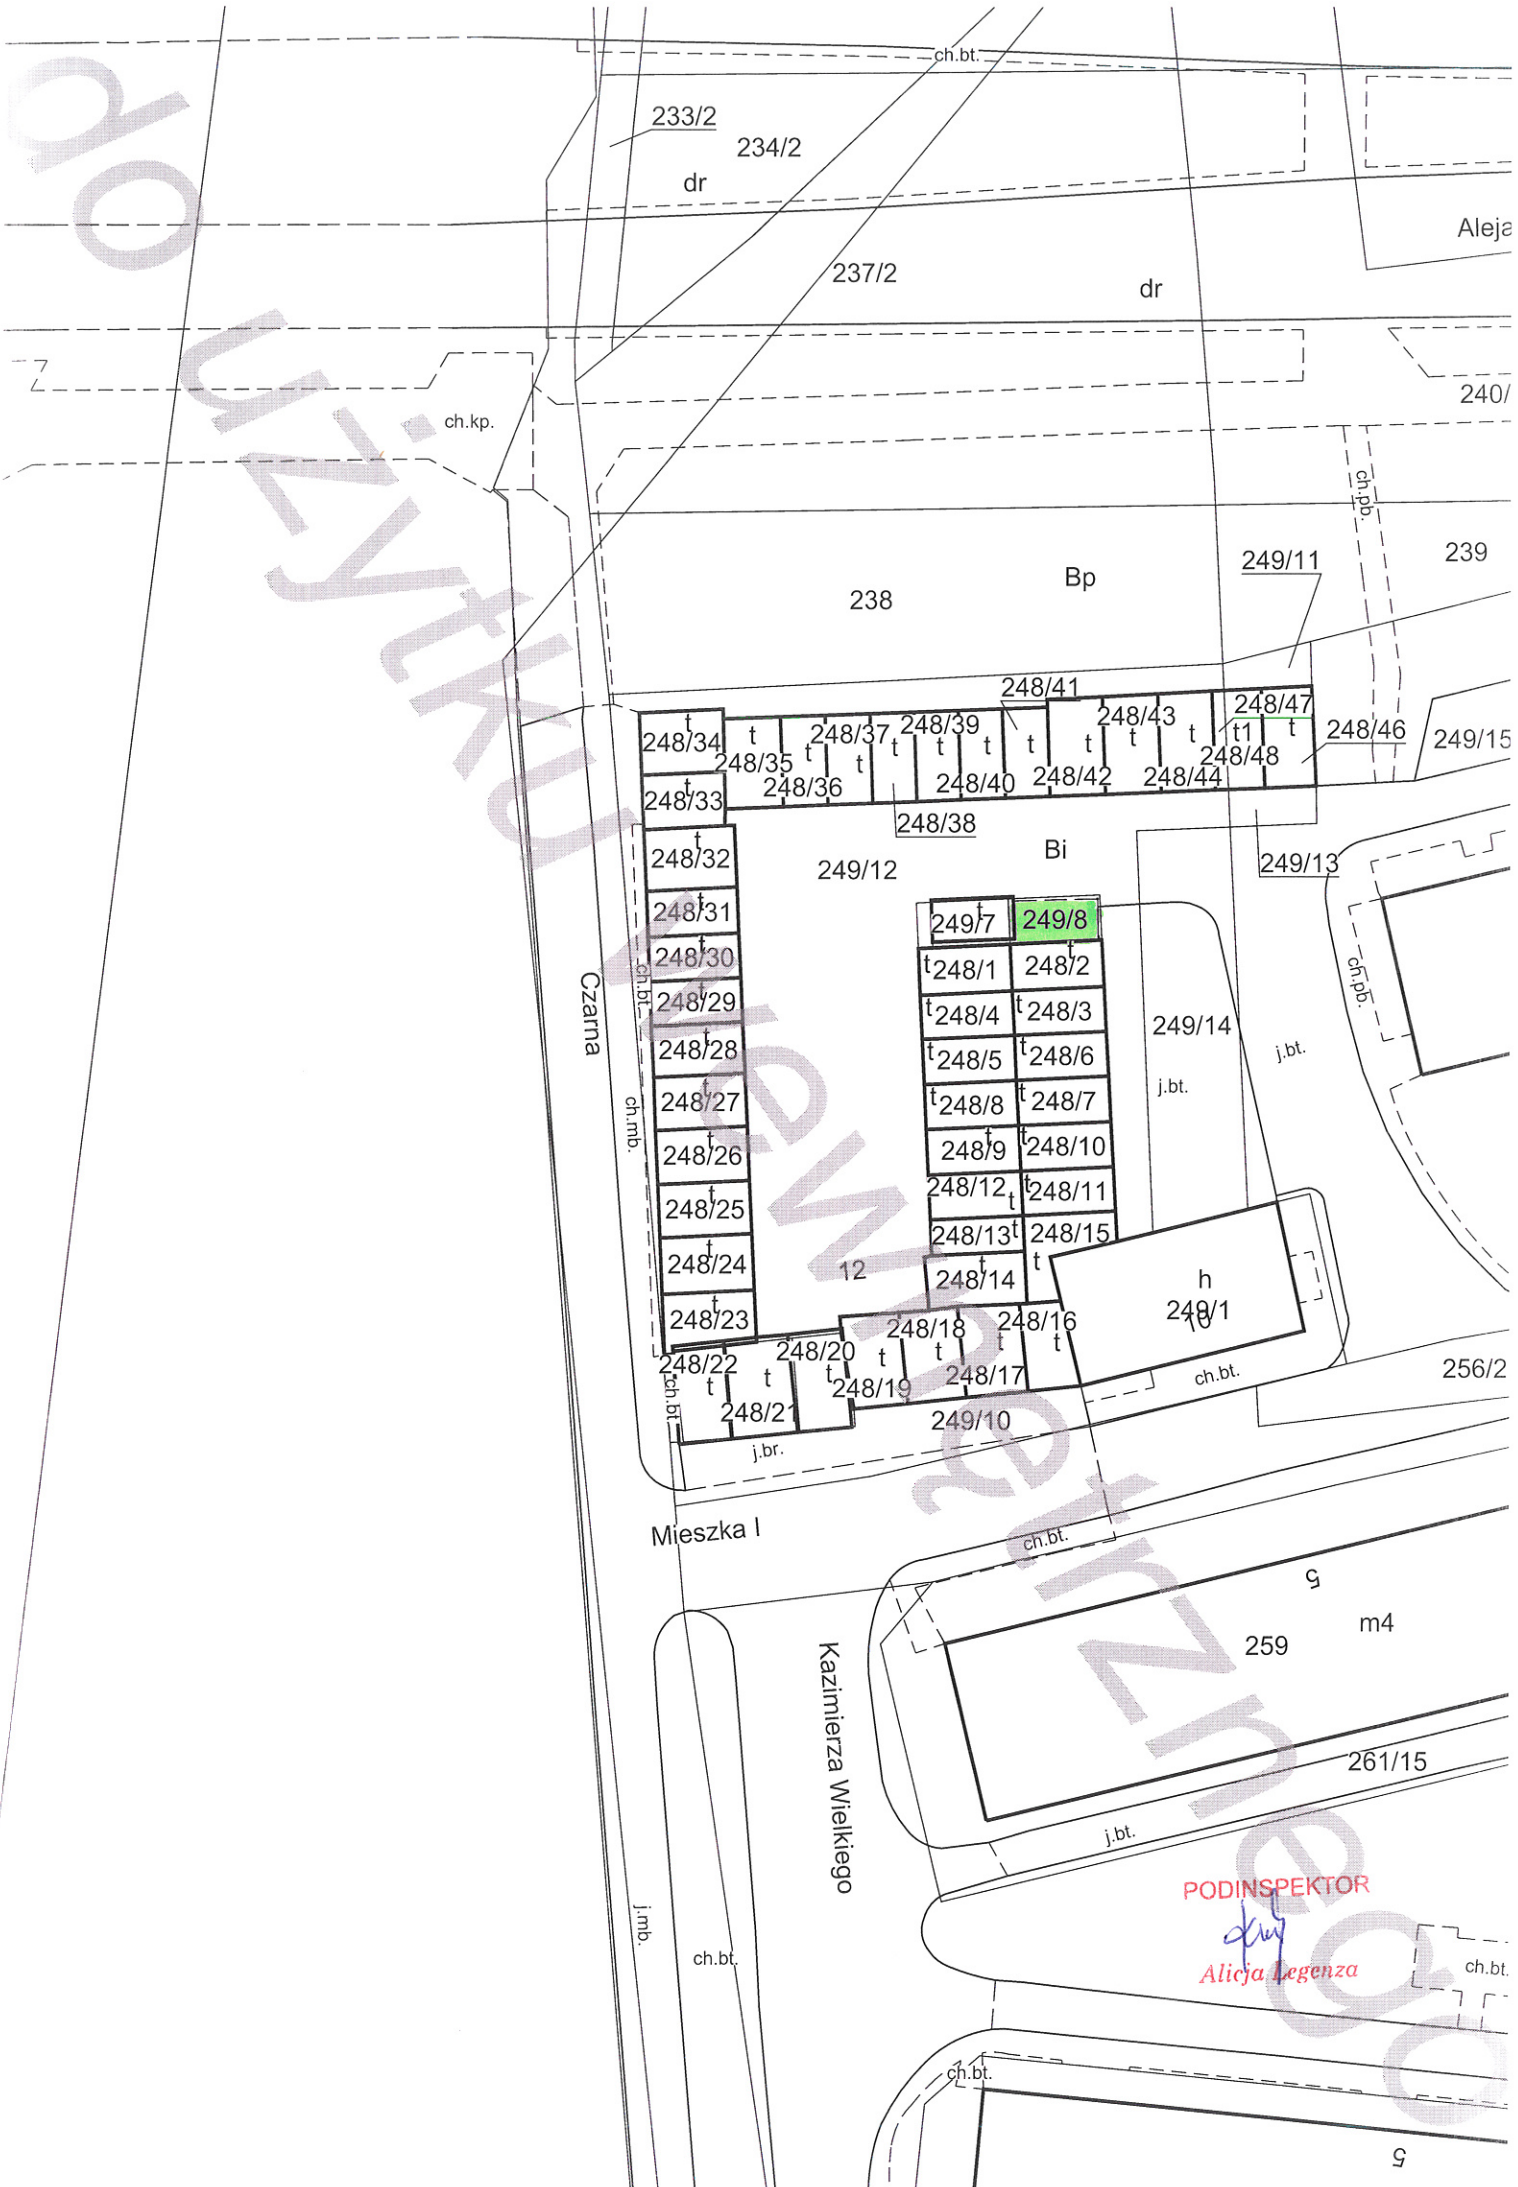 ch.bt.
233/2
234/2
dr
Aleja
237/2
dr
240/
ch.kp.
ch.pb.
239
249/11
Bp
238
248/41
248/47
248/43
248/34
t
248/37
248/39
t1
t
248/46
249/15
248/35
248/48
248/36
248/40
248/42
248/44
248/33
t
248/38
248/32
t
249/12
Bi
249/13
248/31
t
249/7
t
249/8
248/30
t
t
248/1
248/2
t
ch.pb.
Czarna
ch.bt.
248/29
t
t
248/4
t
248/3
249/14
248/28
t
t
248/5
t
248/6
j.bt.
j.bt.
248/27
t
t
248/8
t
248/7
ch.mb.
248/26
t
248/9
t
t
248/10
248/25
t
248/12
t
t
248/11
248/13
t
248/15
t
248/24
t
12
248/14
t
h
249/1
10
248/23
t
248/18
248/16
t
248/20
t
248/22
t
t
t
t
t
248/19
248/17
ch.bt.
256/2
ch.bt.
248/21
249/10
j.br.
Mieszka I
ch.bt.
5
m4
259
Kazimierza Wielkiego
261/15
j.bt.
PODINSPEKTOR
Alicja Legenza
j.mb.
ch.bt.
ch.bt.
ch.bt.
5
do użytku wewnętrznego